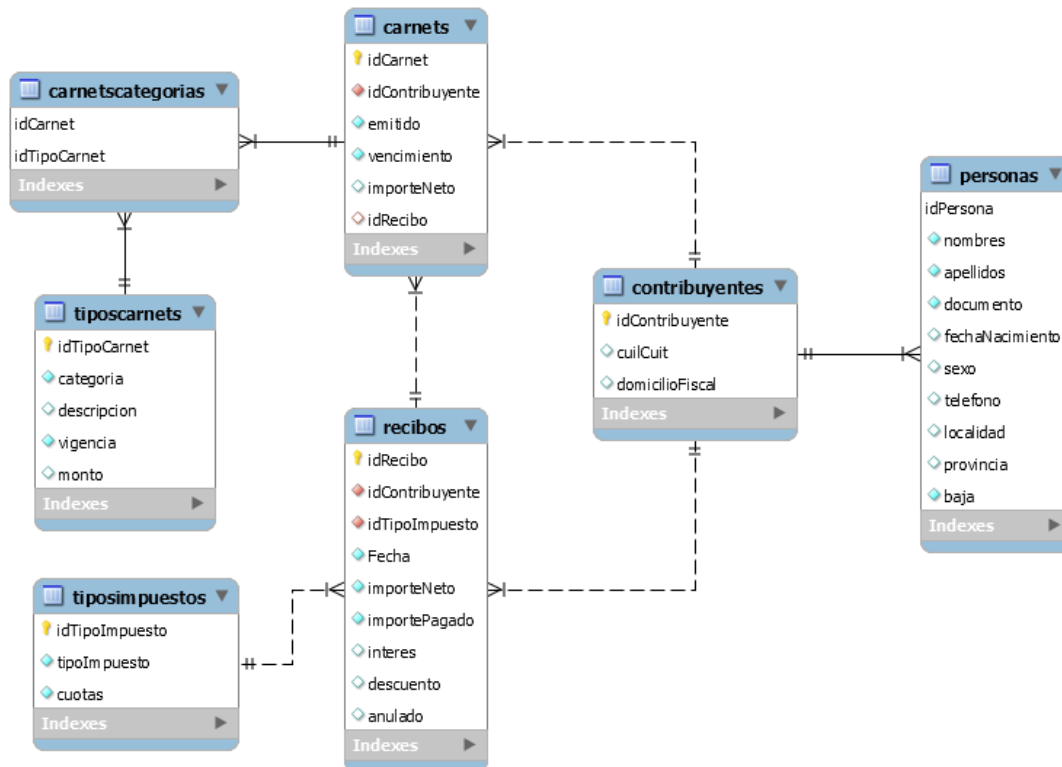 carnets
idCarnet
idContribuyente
emitido
vencimiento
importeNeto
idRecibo
Indexes
carnetscategorias
idCarnet
idTipoCarnet
Indexes
personas
idPersona
nombres
apellidos
documento
fechaNacimiento
sexo
telefono
localidad
provincia
baja
Indexes
contribuyentes
idContribuyente
cuilCuit
domicilioFiscal
Indexes
tiposcarnets
idTipoCarnet
categoria
descripcion
vigencia
monto
Indexes
recibos
idRecibo
idContribuyente
idTipoImpuesto
Fecha
importeNeto
importePagado
interes
descuento
anulado
Indexes
tiposimpuestos
idTipoImpuesto
tipoImpuesto
cuotas
Indexes